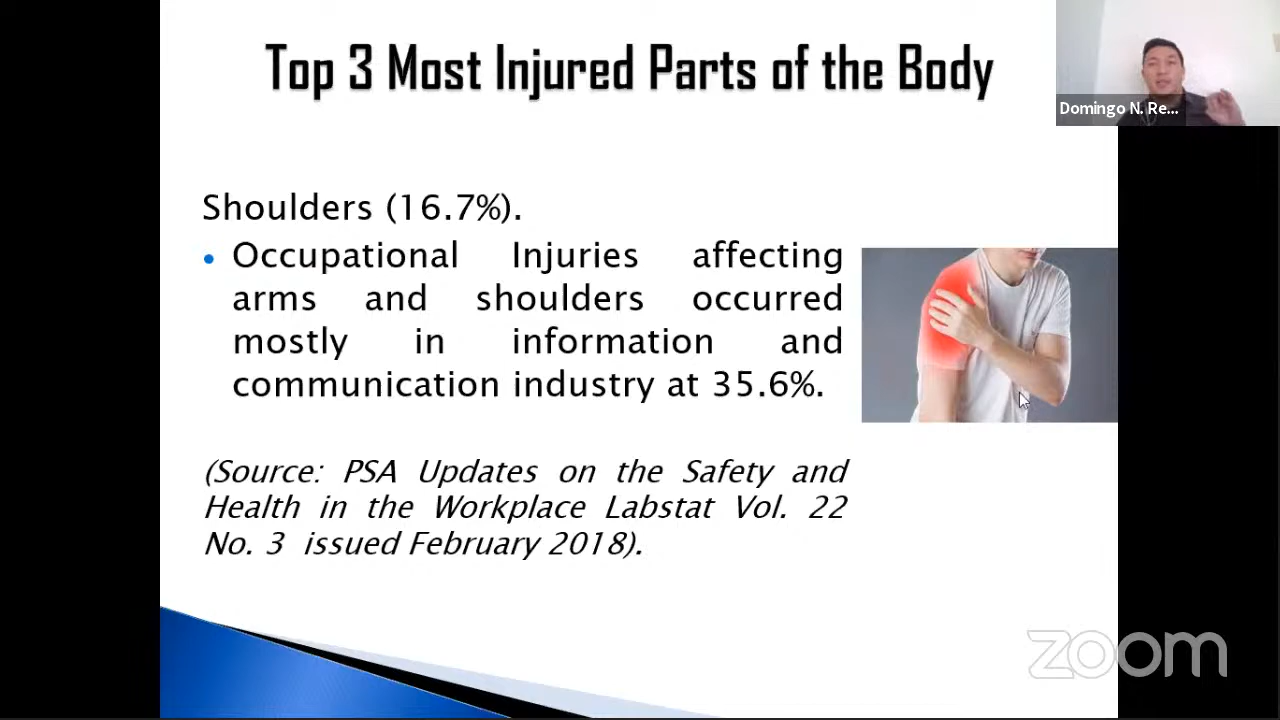 Top 3 Most Injured Parts of the Body
Domingo N. Re...
Shoulders (16.7%).
• Occupational Injuries affecting
arms and shoulders occurred
mostly in information and
communication industry at 35.6%.
(Source: PSA Updates on the Safety and
Health in the Workplace Labstat Vol. 22
No. 3 issued February 2018).
zoom